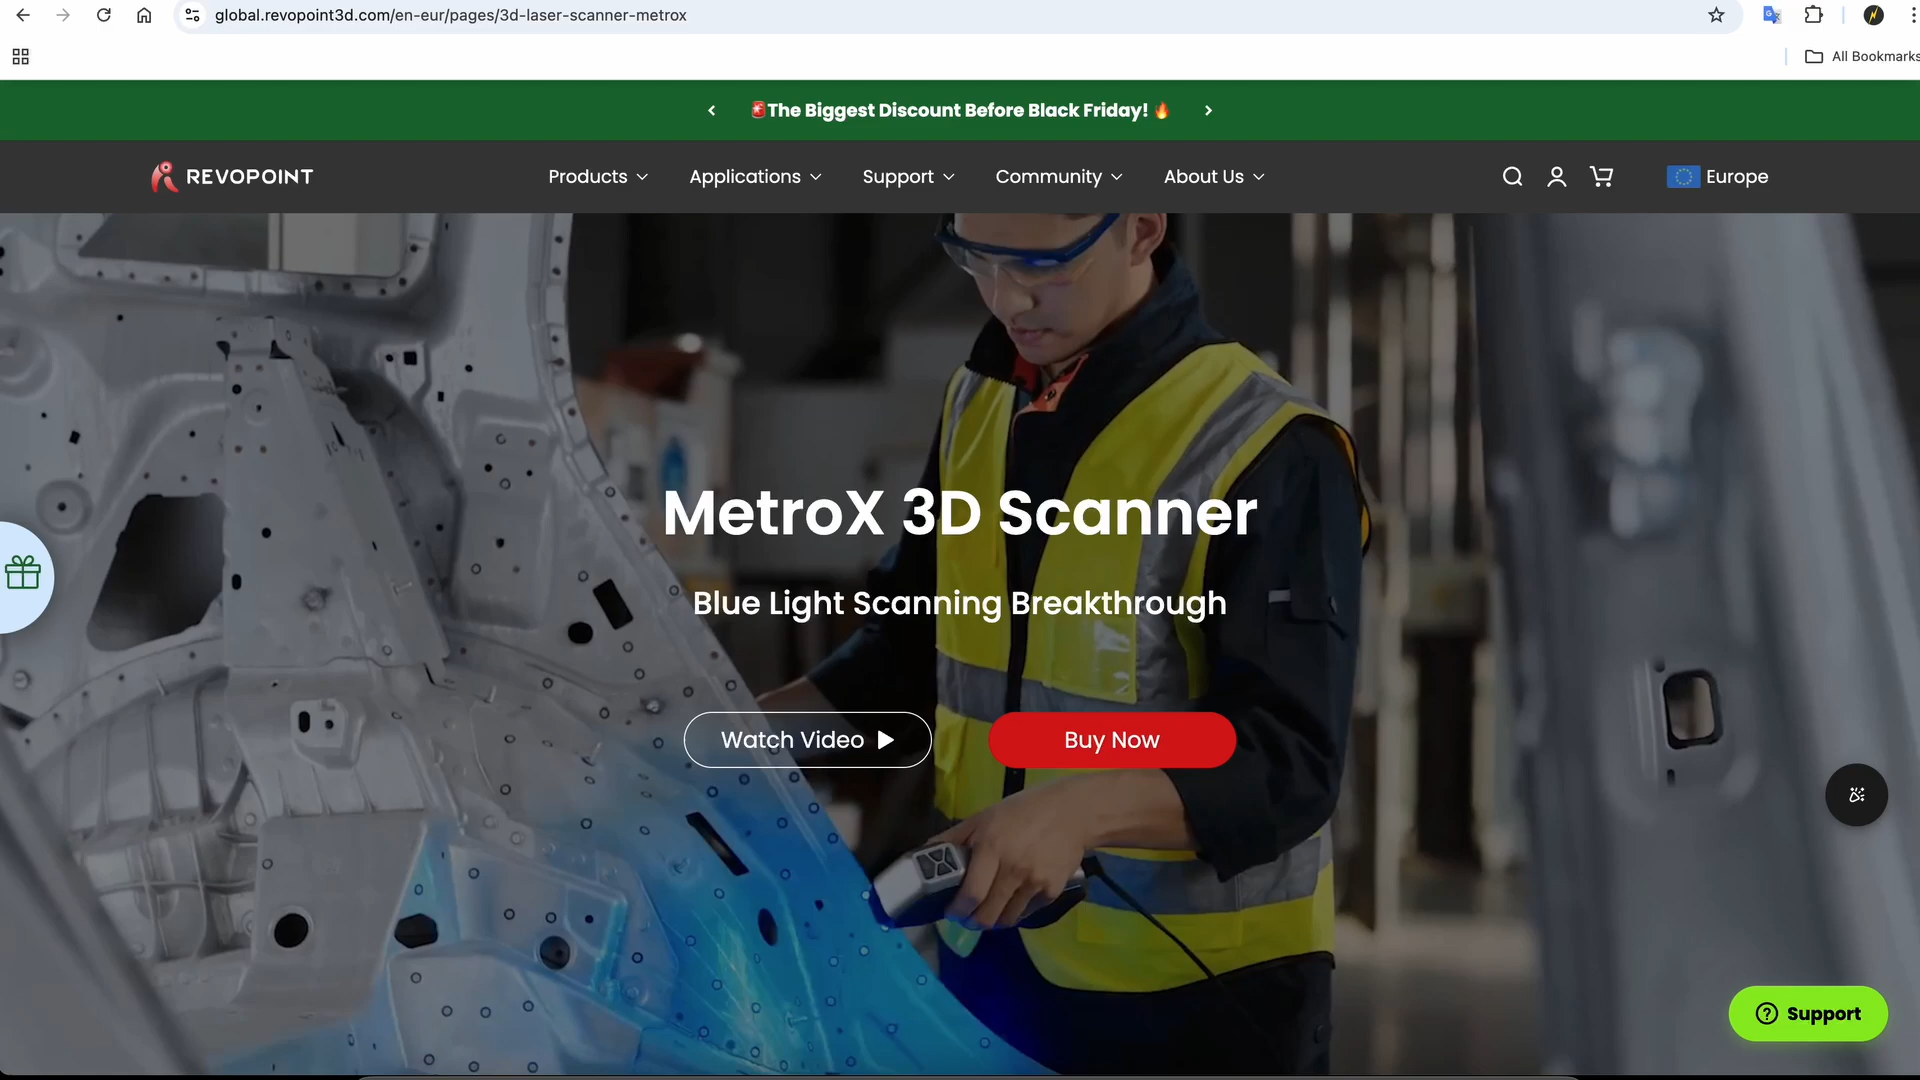 global.revopoint3d.com/en-eur/pages/3d-laser-scanner-metrox
All Bookmarks
🚨The Biggest Discount Before Black Friday! 🔥
REVOPOINT
Products
Applications
Support
Community
About Us
Europe
MetroX 3D Scanner
Blue Light Scanning Breakthrough
Watch Video
Buy Now
Support